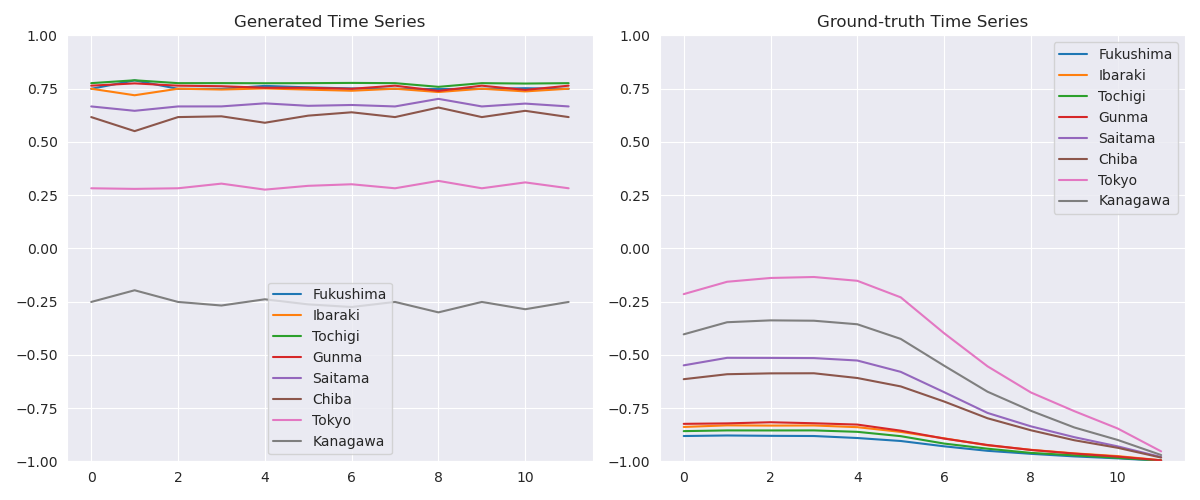 Generated Time Series
1.00
0.75
0.50
0.25
0.00
−0.25
−0.50
−0.75
−1.00
0 2 4 6 8 10
Fukushima
Ibaraki
Tochigi
Gunma
Saitama
Chiba
Tokyo
Kanagawa
Ground-truth Time Series
1.00
0.75
0.50
0.25
0.00
−0.25
−0.50
−0.75
−1.00
0 2 4 6 8 10
Fukushima
Ibaraki
Tochigi
Gunma
Saitama
Chiba
Tokyo
Kanagawa